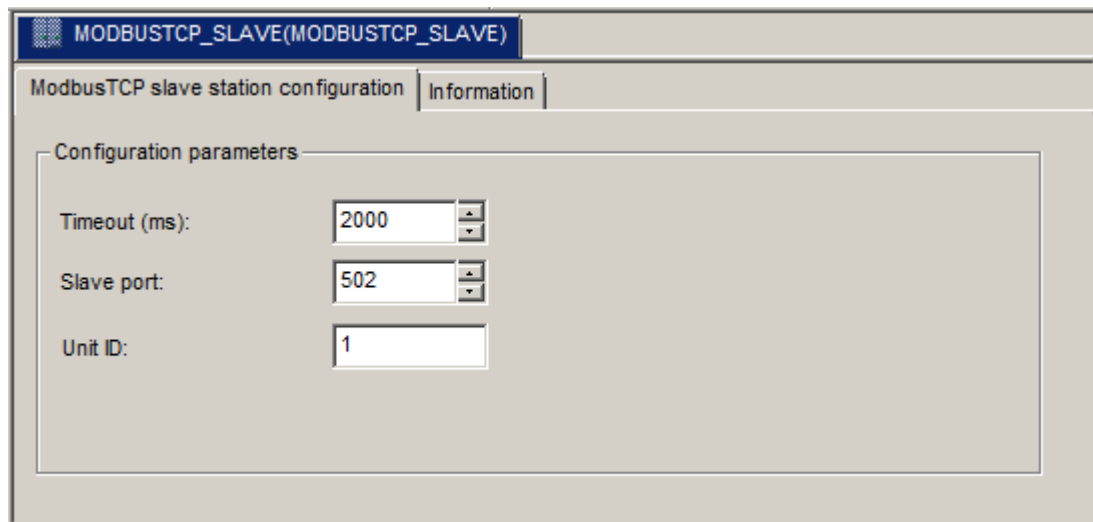 MODBUSTCP_SLAVE(MODBUSTCP_SLAVE)
ModbusTCP slave station configuration Information
Configuration parameters
Timeout (ms): 2000
Slave port: 502
Unit ID: 1